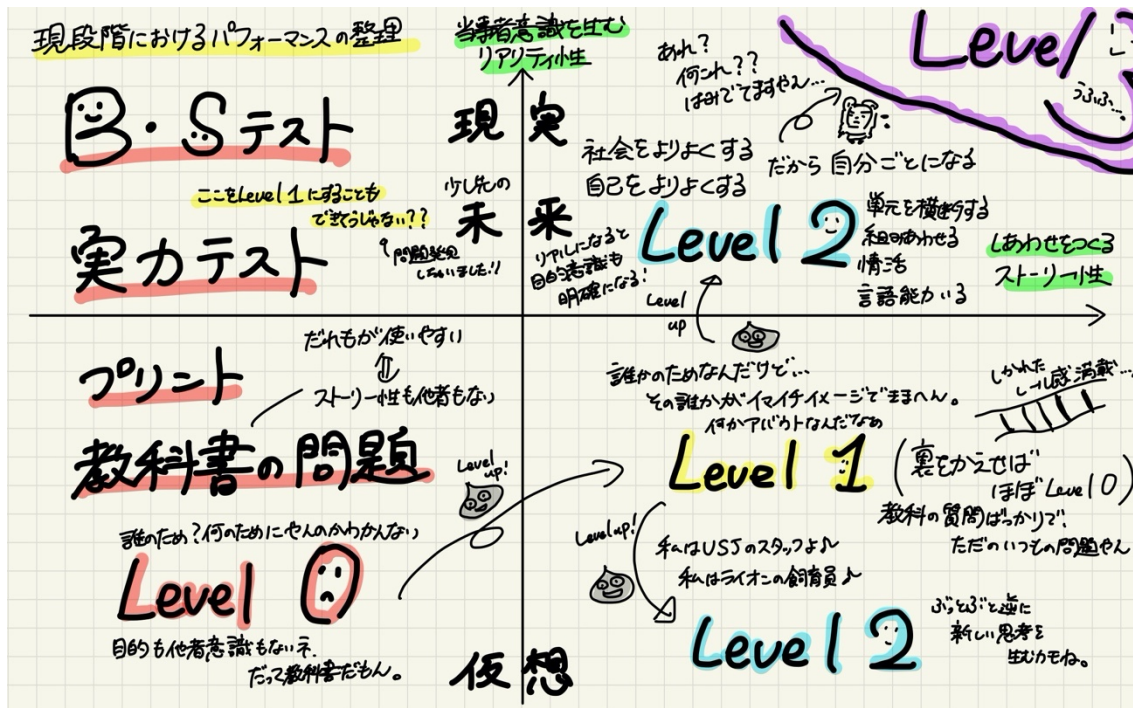 現段階におけるパフォーマンスの整理
当事者意識を生む
リアリティ性
あれ?
何これ??
はみでてますやん...
Level 3
うふふ...
B・Sテスト
現実
社会をよりよくする
自己をよりよくする
だから自分ごとになる
ここをLevel 1にすることも
できそうじゃない??
問題発見
しちゃいました!!
実力テスト
少し先の
未来
リアルになると
目的意識も
明確になる!
Level 2
単元を横断する
組み合わせる
情活
言語能力いる
しあわせをつくる
ストーリー性
Level
up
だれもが使いやすい
⇕
ストーリー性も他者もない
プリント
教科書の問題
誰のため?何のためにやんのかわかんない
Level 0
目的も他者意識もないネ.
だって教科書だもん。
Level
up!
誰かのためなんだけど...
その誰かがイマイチイメージできまへん。
何かアバウトなんだなぁ
しかれた
レール感満載...
Level 1
(裏をかえせば
ほぼLevel 0)
教科の質問ばっかりで、
ただのいつもの問題やん
Level up!
私はUSJのスタッフよ♪
私はライオンの飼育員♪
Level 2
ぶっとぶと逆に
新しい思考を
生むかもね。
仮想